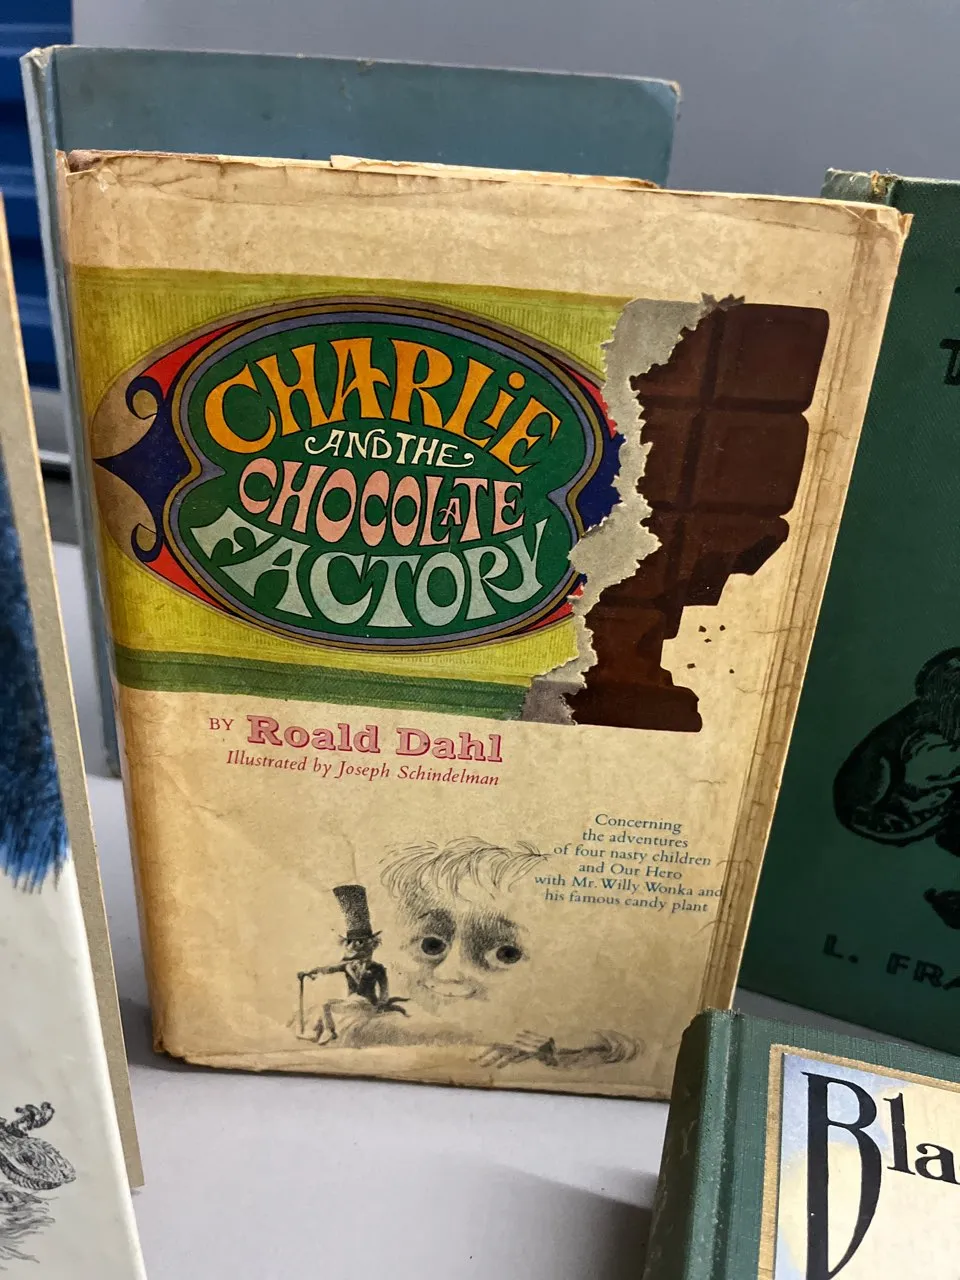 CHARLiE
AND THE
CHOCOLATE
FACTORY
BY Roald Dahl
Illustrated by Joseph Schindelman
Concerning
the adventures
of four nasty children
and Our Hero
with Mr. Willy Wonka and
his famous candy plant
L. FRA
Bla